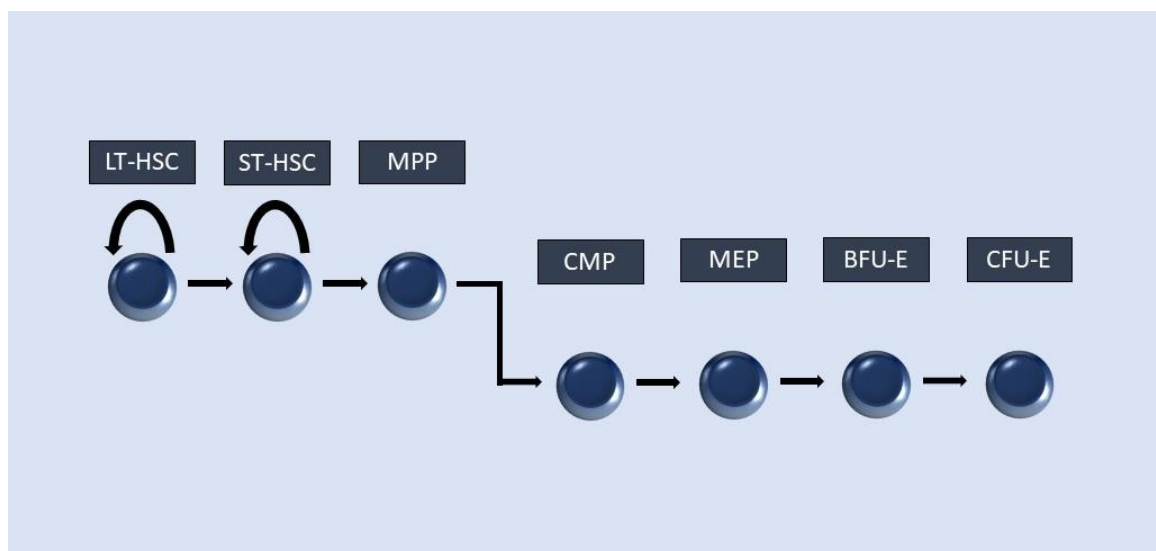 LT-HSC
ST-HSC
MPP
CMP
MEP
BFU-E
CFU-E